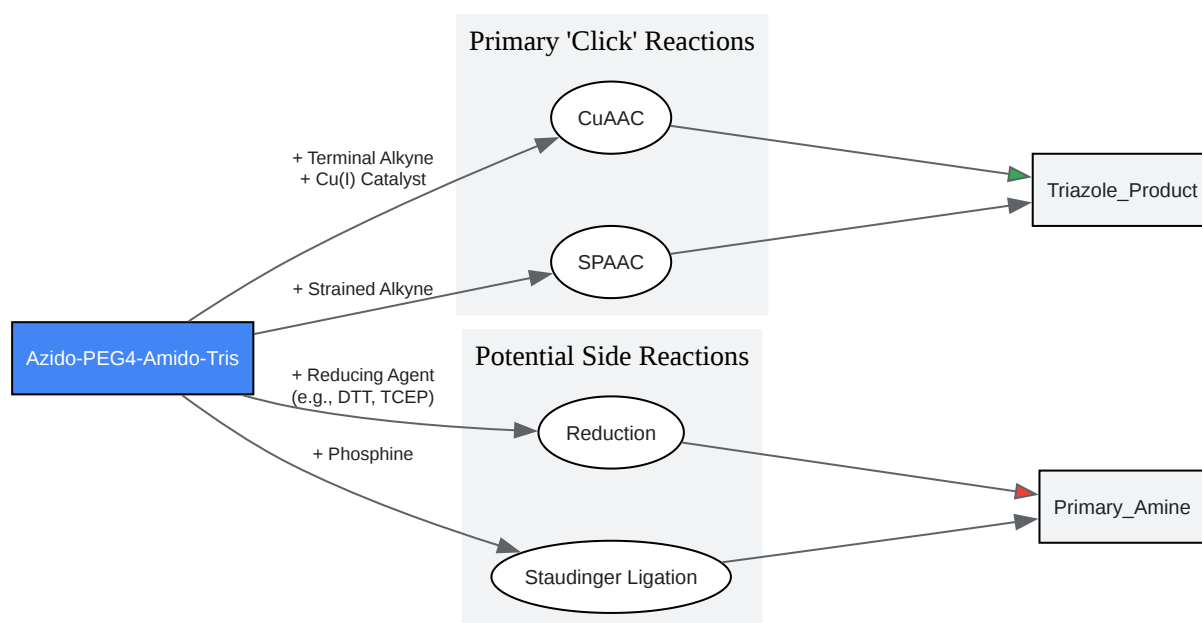 Primary 'Click' Reactions
CuAAC
+ Terminal Alkyne
+ Cu(I) Catalyst
Triazole_Product
SPAAC
+ Strained Alkyne
Azido-PEG4-Amido-Tris
Potential Side Reactions
+ Reducing Agent
(e.g., DTT, TCEP)
Reduction
+ Phosphine
Primary_Amine
Staudinger Ligation